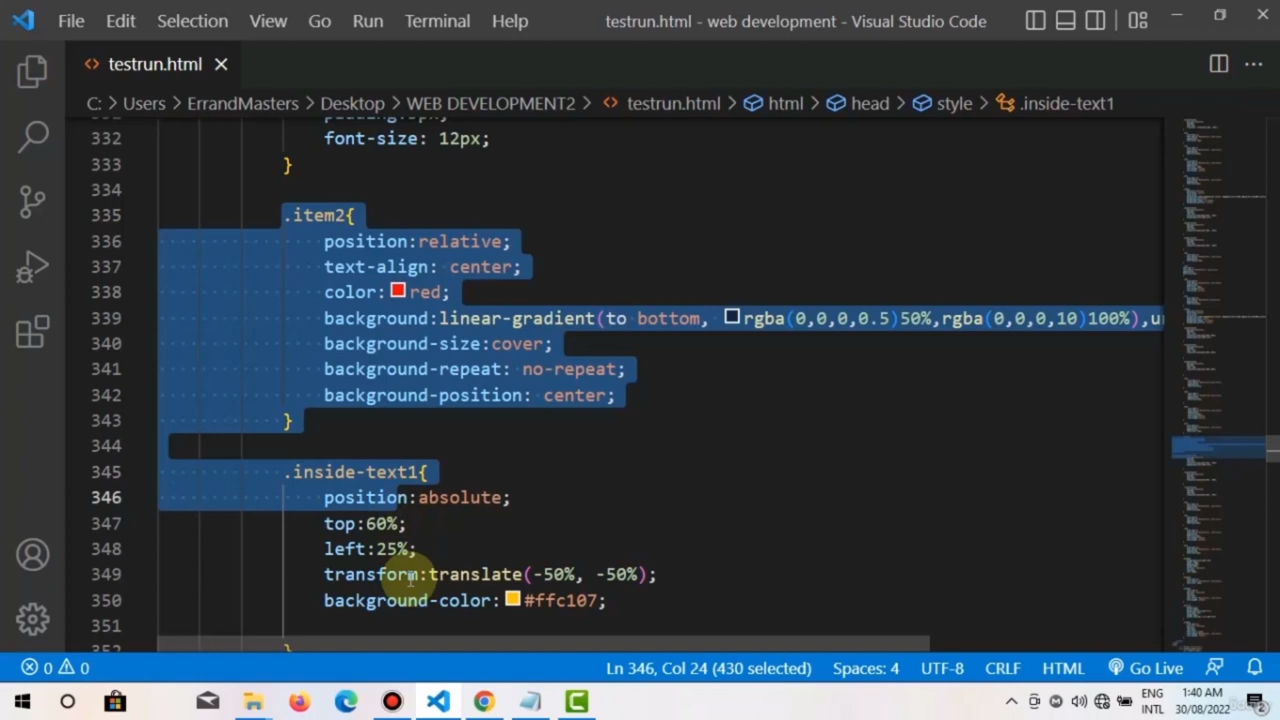 File Edit Selection View Go Run Terminal Help testrun.html - web development - Visual Studio Code
testrun.html
C: > Users > ErrandMasters > Desktop > WEB DEVELOPMENT2 > testrun.html > html > head > style > .inside-text1
332 font-size: 12px;
333 }
334
335 .item2{
336 position:relative;
337 text-align: center;
338 color: red;
339 background:linear-gradient(to bottom, rgba(0,0,0,0.5)50%,rgba(0,0,0,10)100%),u
340 background-size:cover;
341 background-repeat: no-repeat;
342 background-position: center;
343 }
344
345 .inside-text1{
346 position:absolute;
347 top:60%;
348 left:25%;
349 transform:translate(-50%, -50%);
350 background-color: #ffc107;
351
352 }
0 0 Ln 346, Col 24 (430 selected) Spaces: 4 UTF-8 CRLF HTML Go Live
ENG 1:40 AM
INTL 30/08/2022 2